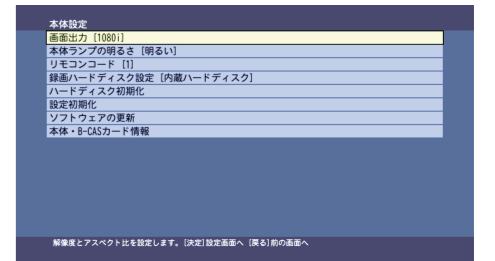 本体設定
画面出力 [1080i]
本体ランプの明るさ [明るい]
リモコンコード [1]
録画ハードディスク設定 [内蔵ハードディスク]
ハードディスク初期化
設定初期化
ソフトウェアの更新
本体・B-CASカード情報
解像度とアスペクト比を設定します。[決定]設定画面へ [戻る]前の画面へ